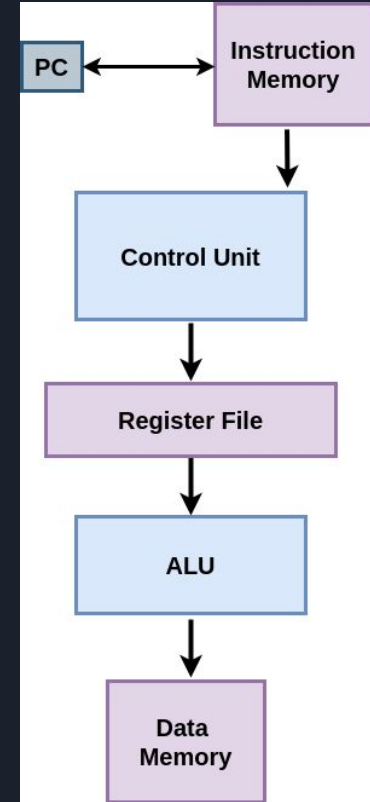 PC
Instruction
Memory
Control Unit
Register File
ALU
Data
Memory